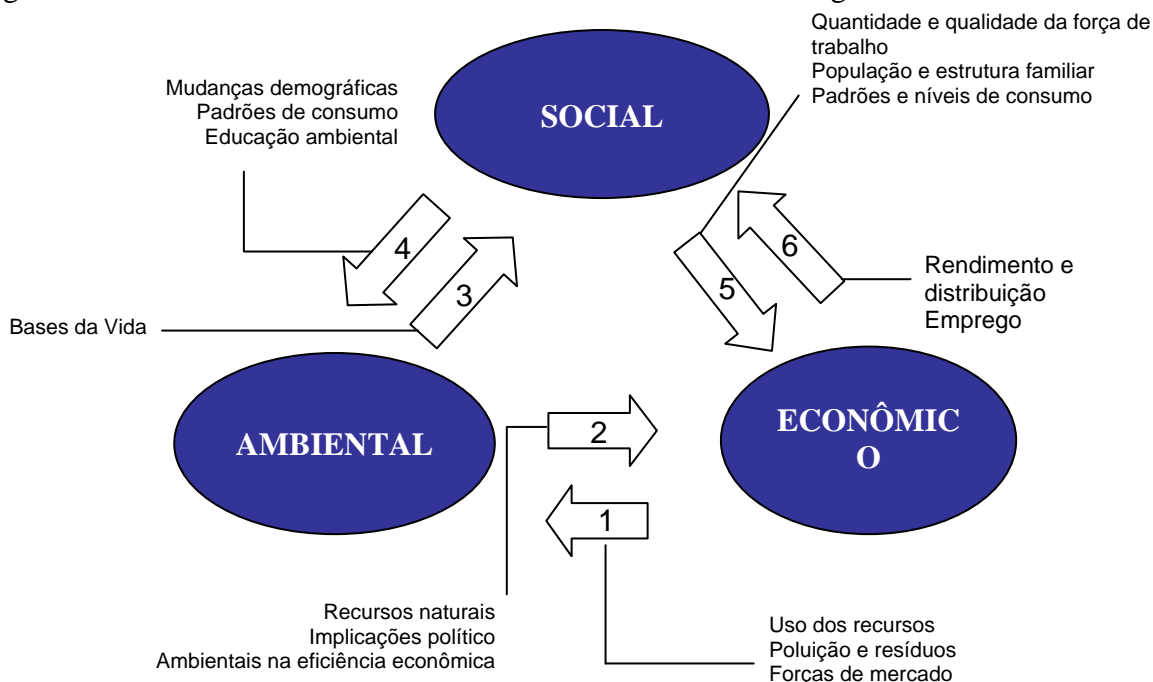 Quantidade e qualidade da força de
trabalho
População e estrutura familiar
Padrões e níveis de consumo
Mudanças demográficas
Padrões de consumo
Educação ambiental
SOCIAL
4
3
6
5
Rendimento e
distribuição
Emprego
Bases da Vida
AMBIENTAL
2
ECONÔMIC
O
1
Recursos naturais
Implicações político
Ambientais na eficiência econômica
Uso dos recursos
Poluição e resíduos
Forças de mercado